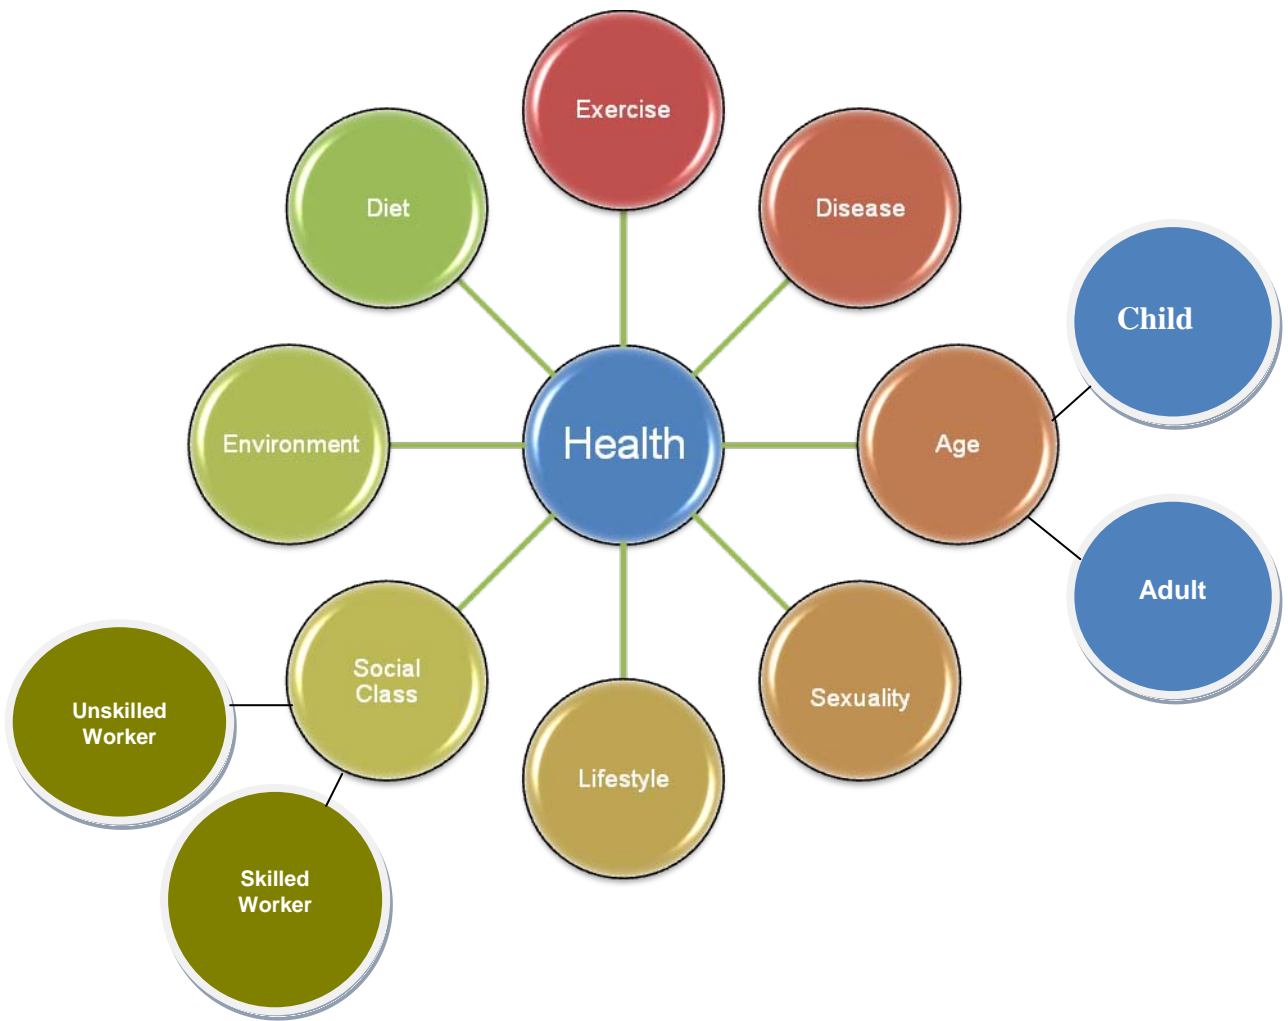 Exercise
Diet
Disease
Child
Environment
Health
Age
Adult
Social
Class
Sexuality
Unskilled
Worker
Lifestyle
Skilled
Worker